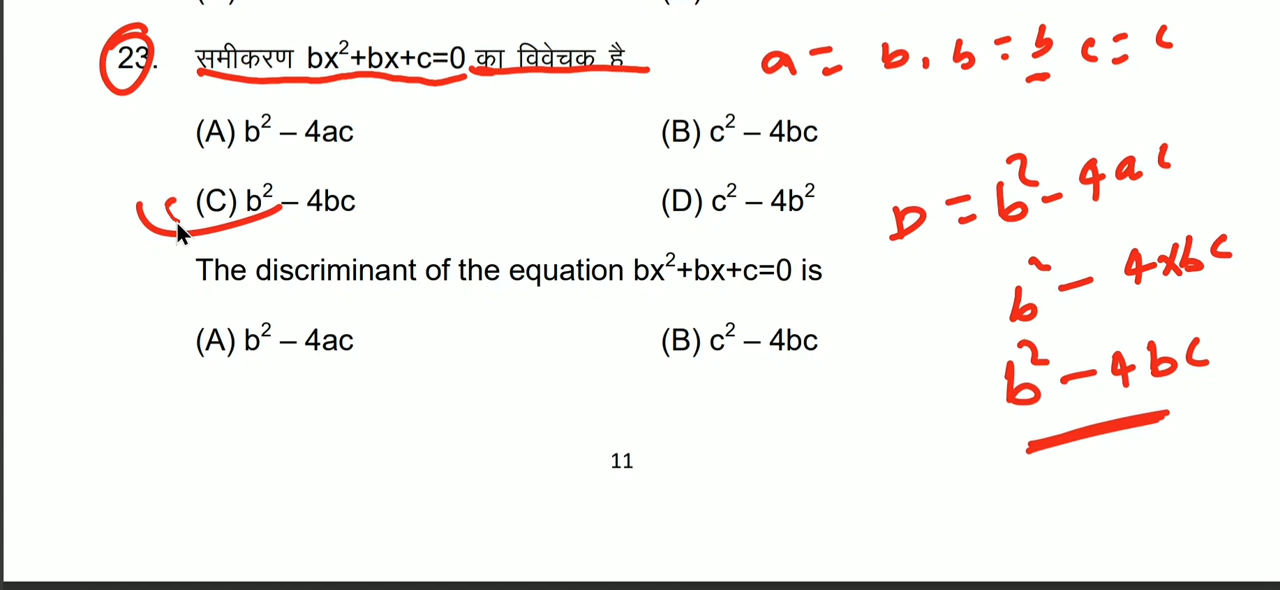 23. समीकरण bx²+bx+c=0 का विवेचक है
a = b, b = b c = c
(A) b² – 4ac (B) c² – 4bc
(C) b² – 4bc (D) c² – 4b²
D = b² - 4ac
The discriminant of the equation bx²+bx+c=0 is
b² - 4×bc
(A) b² – 4ac (B) c² – 4bc
b² - 4bc
11